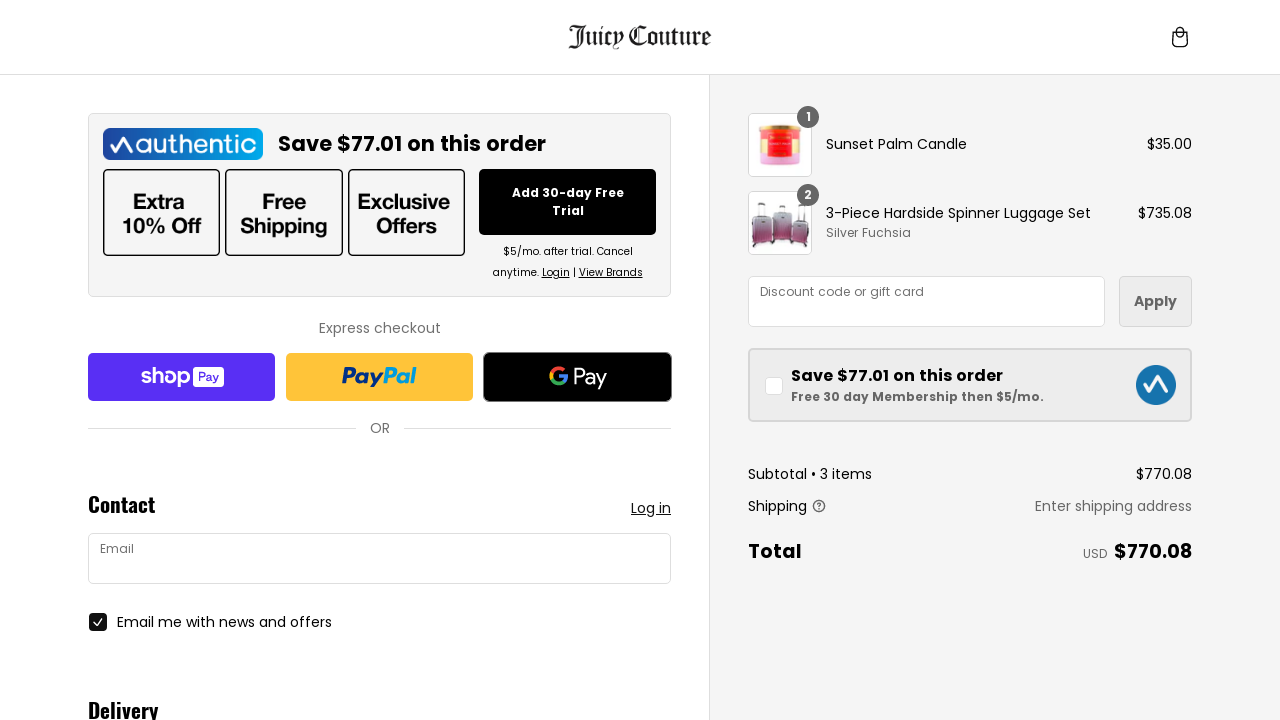 Juicy Couture
authentic
Save $77.01 on this order
Extra
10% Off
Free
Shipping
Exclusive
Offers
Add 30-day Free
Trial
$5/mo. after trial. Cancel
anytime. Login | View Brands
Express checkout
shop Pay
PayPal
G Pay
OR
Contact
Log in
Email
Email me with news and offers
Delivery
1
Sunset Palm Candle
$35.00
2
3-Piece Hardside Spinner Luggage Set
Silver Fuchsia
$735.08
Discount code or gift card
Apply
Save $77.01 on this order
Free 30 day Membership then $5/mo.
Subtotal • 3 items
$770.08
Shipping
Enter shipping address
Total
USD $770.08